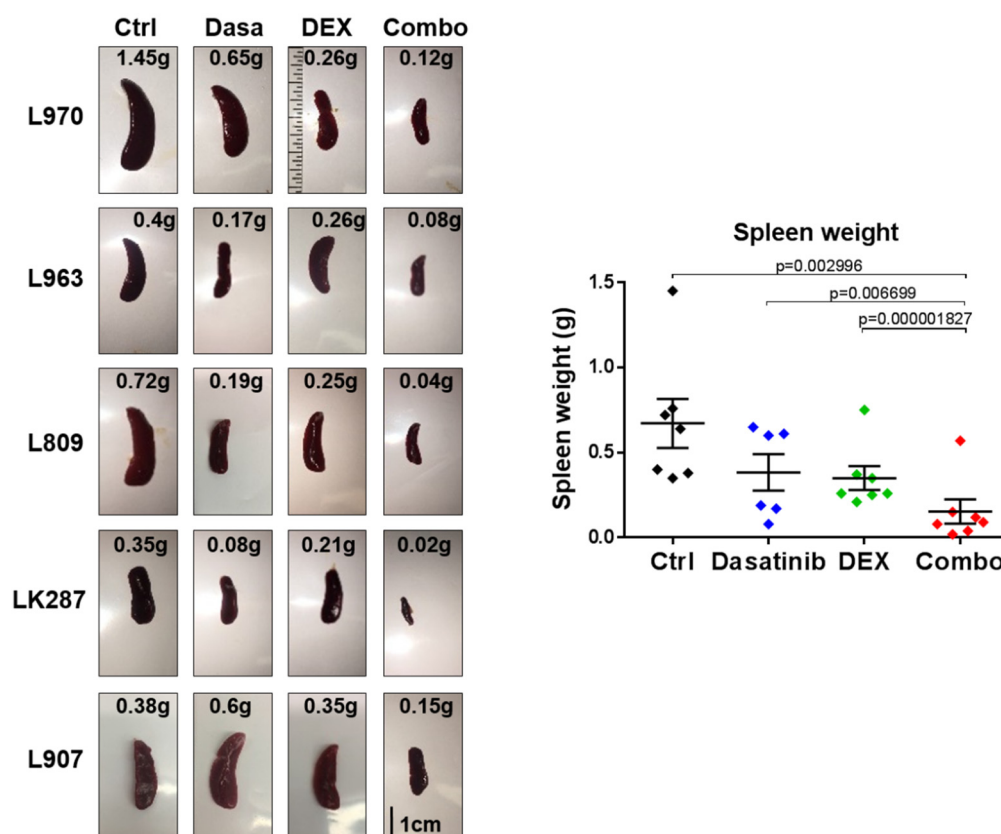 Ctrl Dasa DEX Combo
L970 1.45g 0.65g 0.26g 0.12g
L963 0.4g 0.17g 0.26g 0.08g
L809 0.72g 0.19g 0.25g 0.04g
LK287 0.35g 0.08g 0.21g 0.02g
L907 0.38g 0.6g 0.35g 0.15g
1cm
Spleen weight
p=0.002996
p=0.006699
p=0.000001827
Spleen weight (g)
1.5
1.0
0.5
0.0
Ctrl Dasatinib DEX Combo